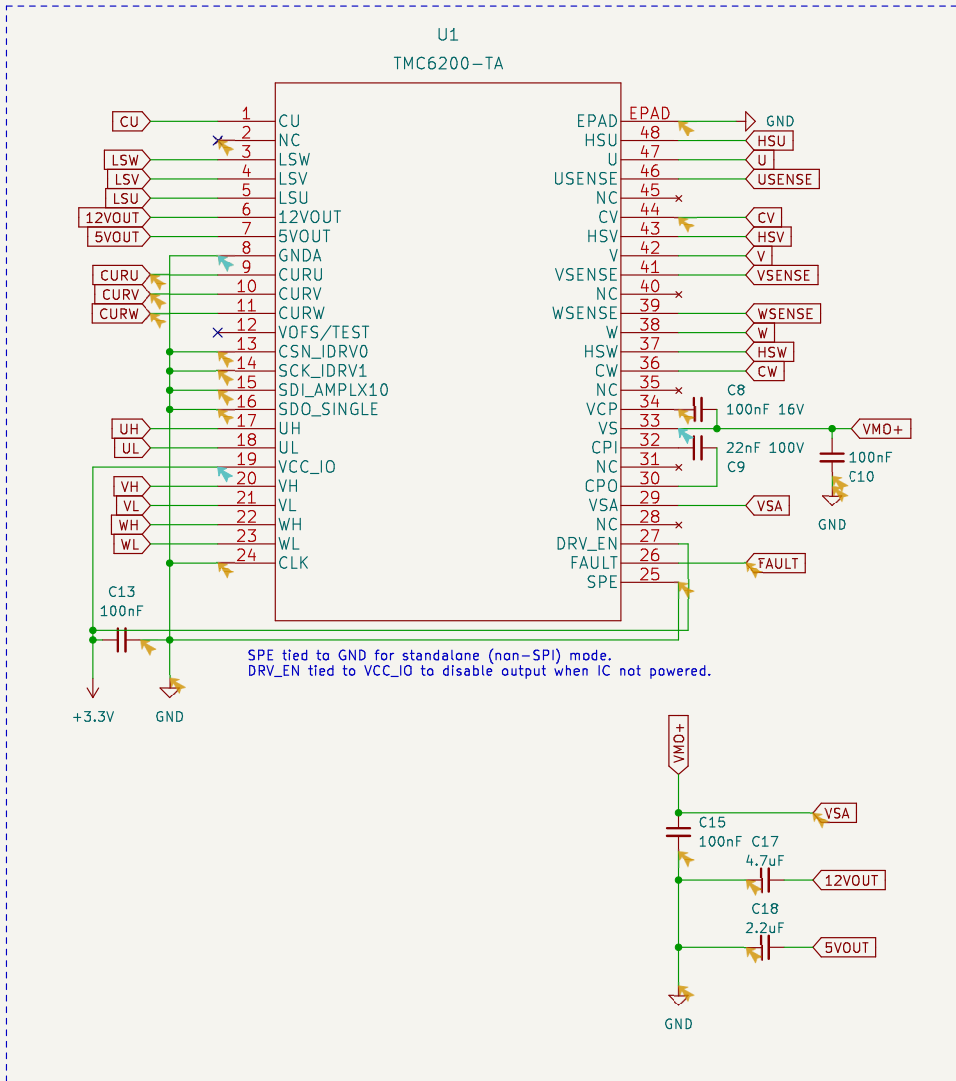 U1
TMC6200-TA
CU 1 CU
2 NC
LSW 3 LSW
LSV 4 LSV
LSU 5 LSU
12VOUT 6 12VOUT
5VOUT 7 5VOUT
8 GNDA
CURU 9 CURU
CURV 10 CURV
CURW 11 CURW
12 VOFS/TEST
13 CSN_IDRV0
14 SCK_IDRV1
15 SDI_AMPLX10
16 SDO_SINGLE
UH 17 UH
UL 18 UL
19 VCC_IO
VH 20 VH
VL 21 VL
WH 22 WH
WL 23 WL
24 CLK
EPAD EPAD GND
HSU 48 HSU
U 47 U
USENSE 46 USENSE
NC 45
CV 44 CV
HSV 43 HSV
V 42 V
VSENSE 41 VSENSE
NC 40
WSENSE 39 WSENSE
W 38 W
HSW 37 HSW
CW 36 CW
NC 35
VCP 34
VS 33 VMO+
CPI 32
NC 31
CPO 30
VSA 29 VSA
NC 28
DRV_EN 27
FAULT 26 FAULT
SPE 25
C8
100nF 16V
22nF 100V
C9
100nF
C10
GND
C13
100nF
+3.3V
GND
SPE tied to GND for standalone (non-SPI) mode.
DRV_EN tied to VCC_IO to disable output when IC not powered.
VMO+
VSA
C15
100nF
C17
4.7uF
12VOUT
C18
2.2uF
5VOUT
GND